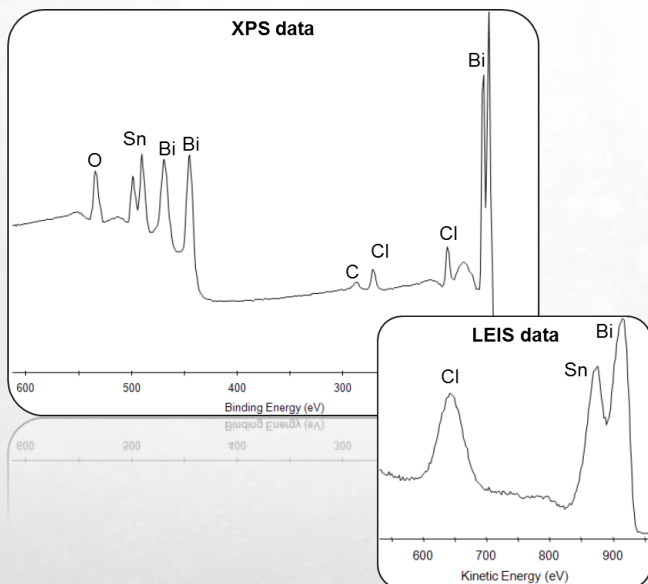 XPS data
Bi
Sn
Bi
Bi
O
Cl
Cl
C
600 500 400 300
Binding Energy (eV)
LEIS data
Bi
Sn
Cl
600 700 800 900
Kinetic Energy (eV)